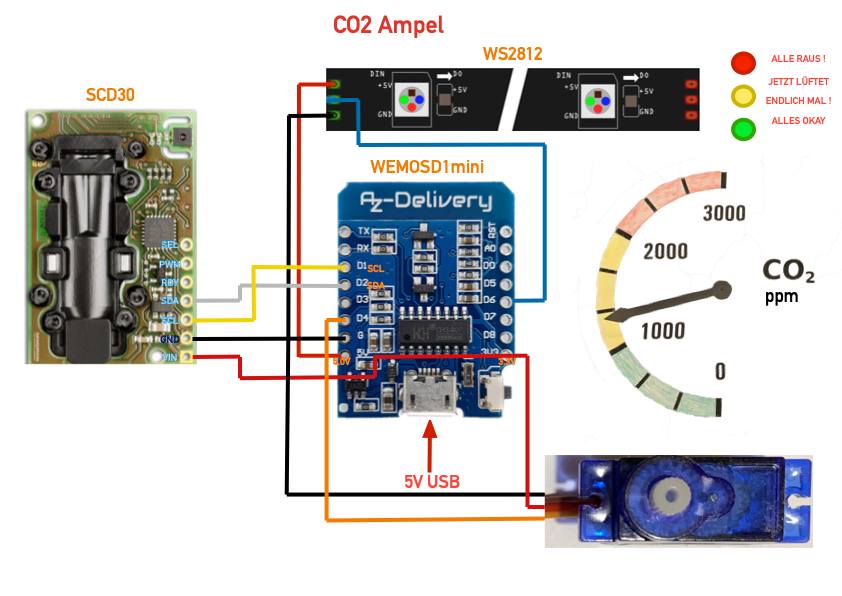 CO2 Ampel
WS2812
DIN
DO
+5V
+5V
GND
GND
DIN
DO
+5V
+5V
GND
GND
ALLE RAUS !
JETZT LÜFTET
ENDLICH MAL !
ALLES OKAY
SCD30
SEL
PWM
RDY
SDA
SCL
GND
VIN
WEMOSD1mini
AZ-Delivery
TX
RX
D1
SCL
D2
SDA
D3
D4
G
5V
5.0V
RST
A0
D0
D5
D6
D7
D8
3V3
5V USB
3000
2000
1000
0
CO2
ppm